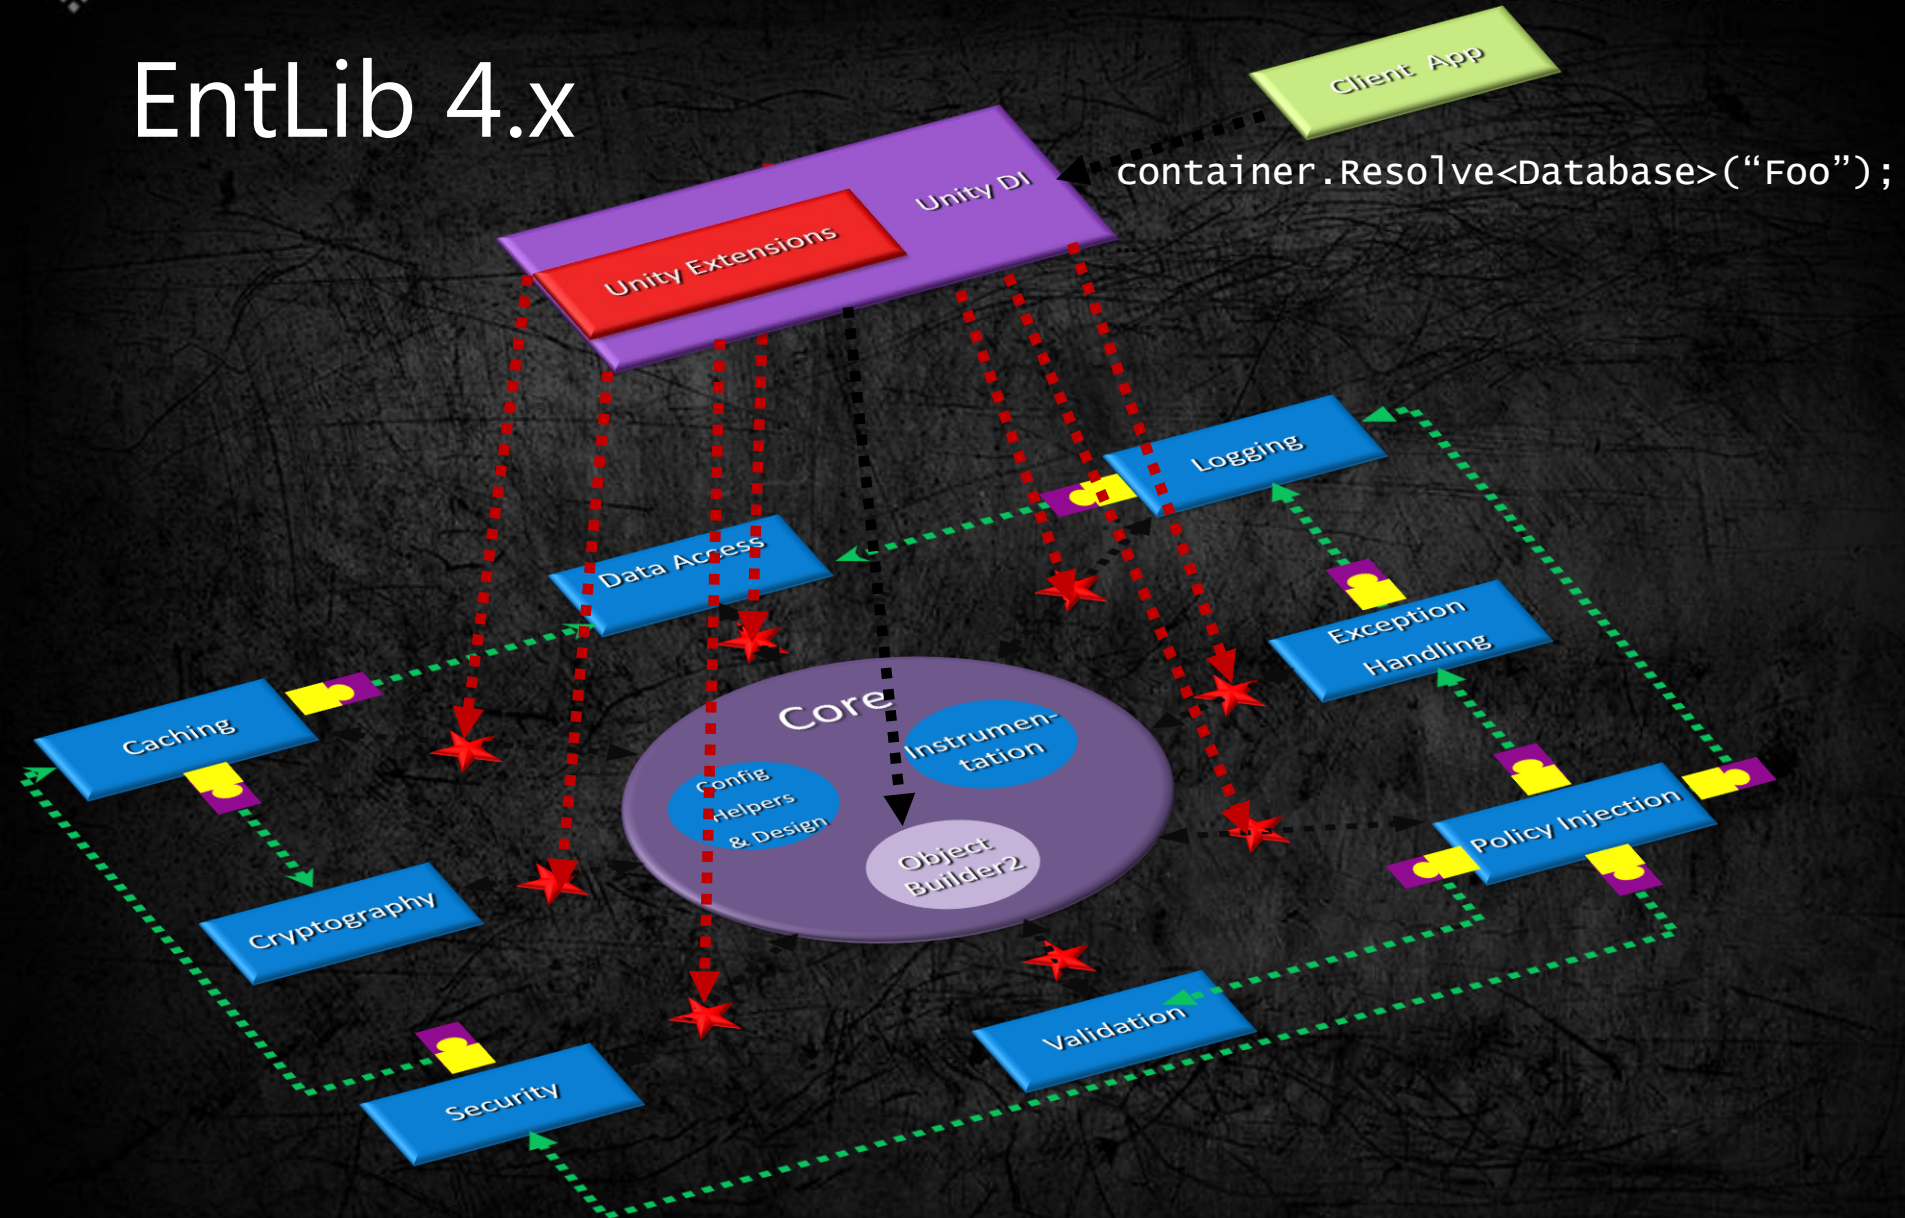 EntLib 4.x
Client App
container.Resolve<Database>(“Foo”);
Unity DI
Unity Extensions
Logging
Data Access
Exception
Handling
Caching
Core
Instrumen-
tation
Config
Helpers
& Design
Policy Injection
Object
Builder2
Cryptography
Validation
Security